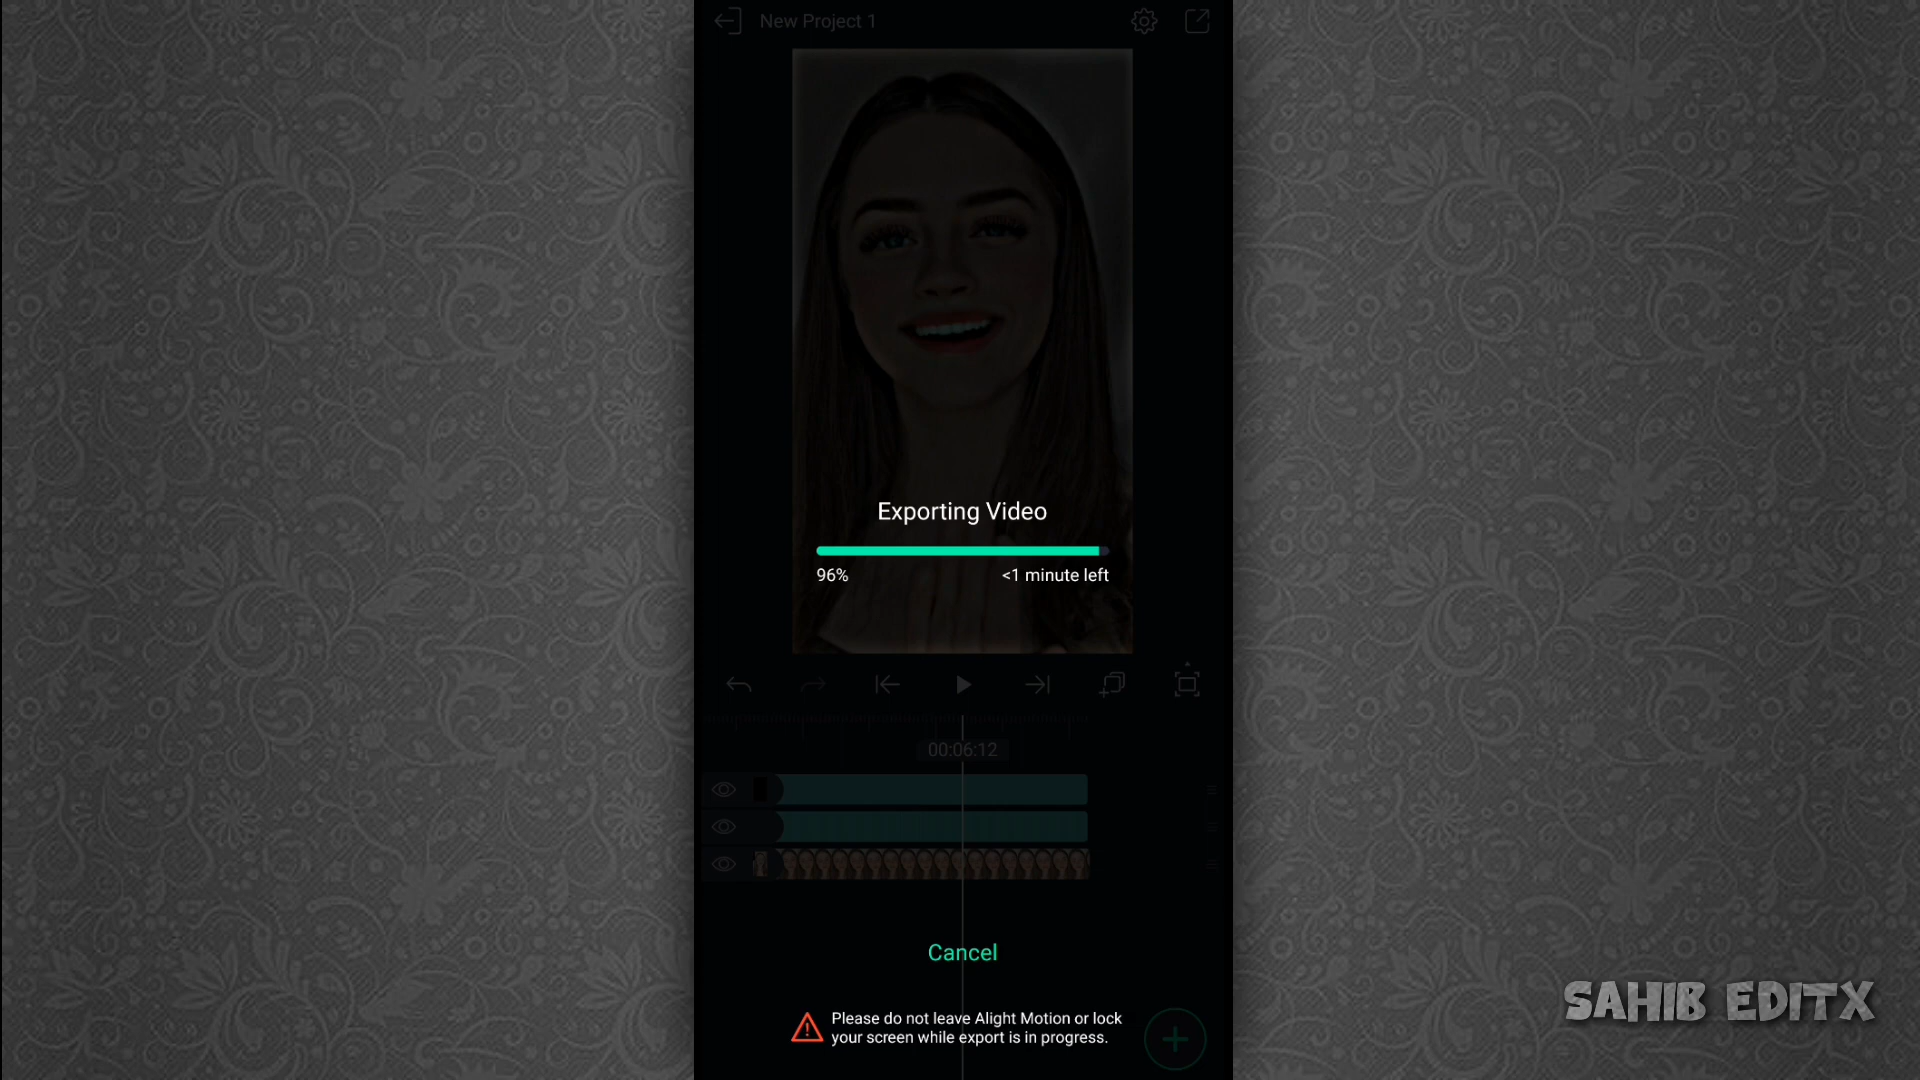 New Project 1
Exporting Video
96%
<1 minute left
00:06:12
Cancel
Please do not leave Alight Motion or lock
your screen while export is in progress.
SAHIB EDITX